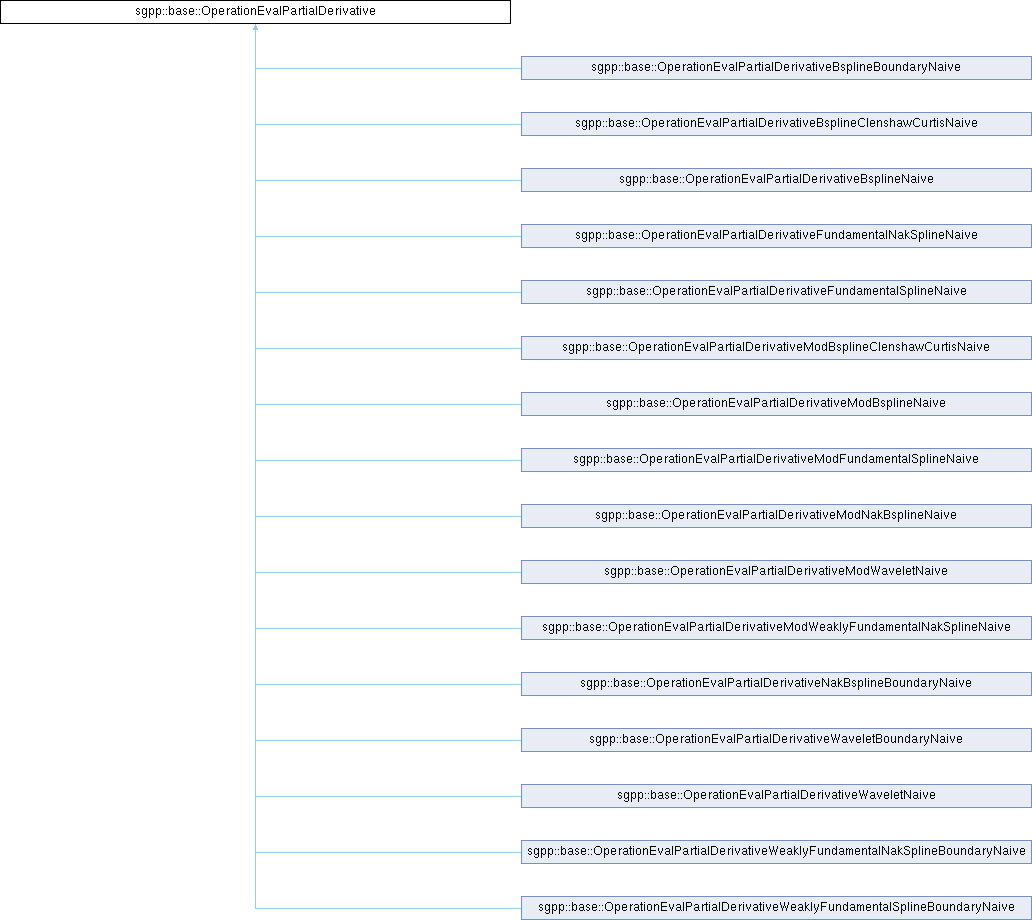 sgpp::base::OperationEvalPartialDerivative
sgpp::base::OperationEvalPartialDerivativeBsplineBoundaryNaive
sgpp::base::OperationEvalPartialDerivativeBsplineClenshawCurtisNaive
sgpp::base::OperationEvalPartialDerivativeBsplineNaive
sgpp::base::OperationEvalPartialDerivativeFundamentalNakSplineNaive
sgpp::base::OperationEvalPartialDerivativeFundamentalSplineNaive
sgpp::base::OperationEvalPartialDerivativeModBsplineClenshawCurtisNaive
sgpp::base::OperationEvalPartialDerivativeModBsplineNaive
sgpp::base::OperationEvalPartialDerivativeModFundamentalSplineNaive
sgpp::base::OperationEvalPartialDerivativeModNakBsplineNaive
sgpp::base::OperationEvalPartialDerivativeModWaveletNaive
sgpp::base::OperationEvalPartialDerivativeModWeaklyFundamentalNakSplineNaive
sgpp::base::OperationEvalPartialDerivativeNakBsplineBoundaryNaive
sgpp::base::OperationEvalPartialDerivativeWaveletBoundaryNaive
sgpp::base::OperationEvalPartialDerivativeWaveletNaive
sgpp::base::OperationEvalPartialDerivativeWeaklyFundamentalNakSplineBoundaryNaive
sgpp::base::OperationEvalPartialDerivativeWeaklyFundamentalSplineBoundaryNaive